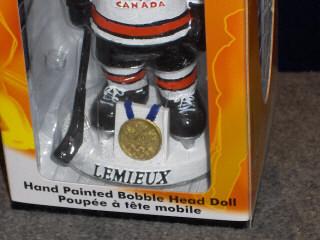 CANADA
LEMIEUX
Hand Painted Bobble Head Doll
Poupée à tête mobile